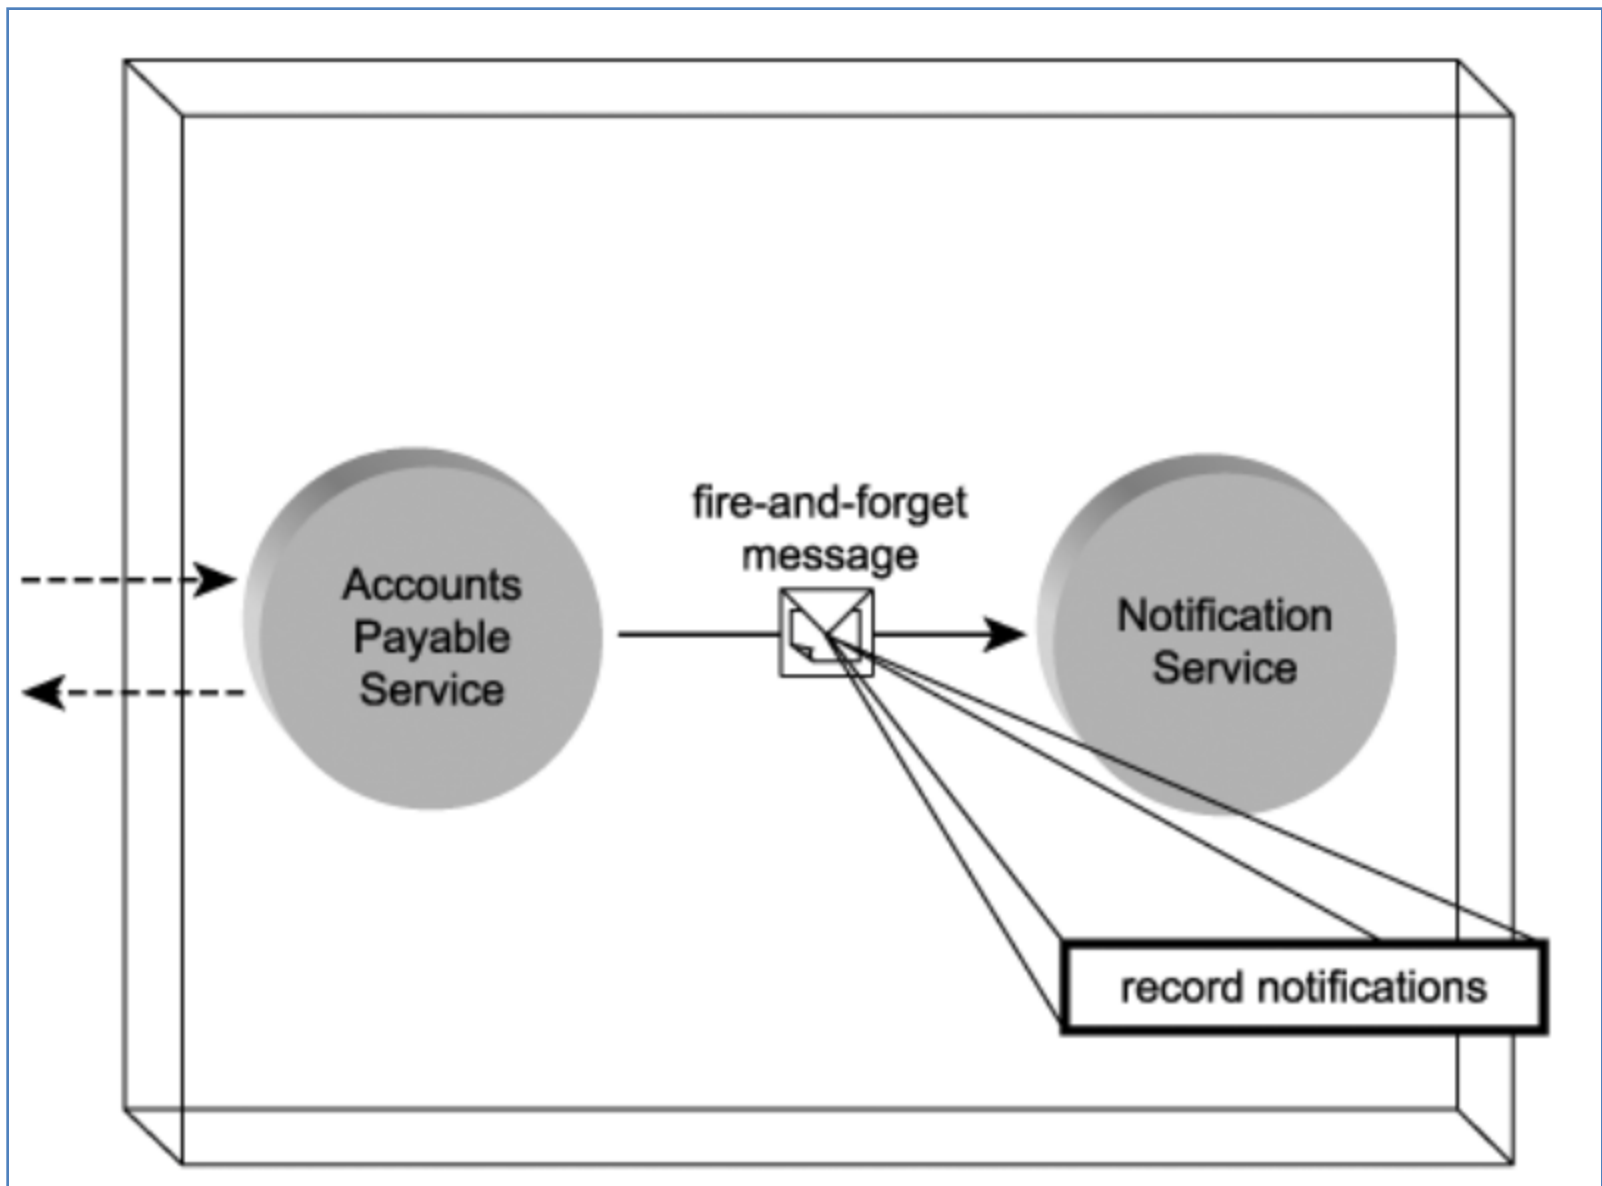 fire-and-forget
message
Accounts
Payable
Service
Notification
Service
record notifications